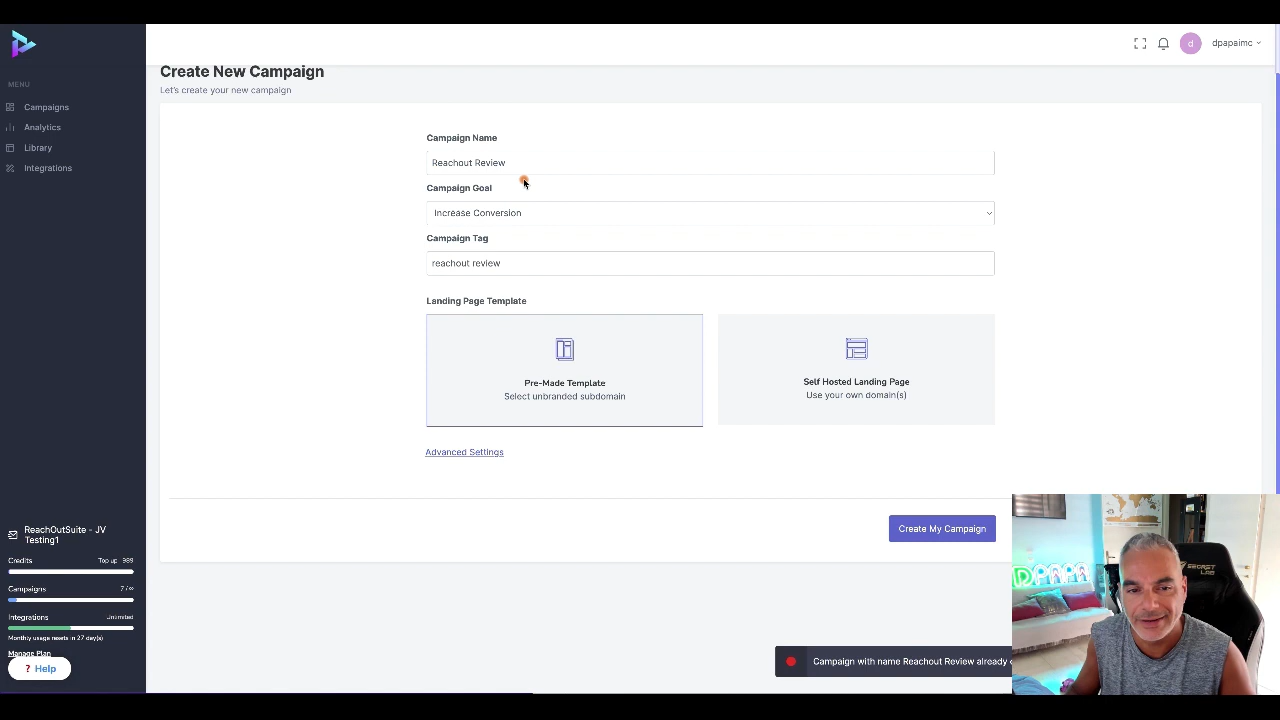 d
dpapaimc
MENU
Campaigns
Analytics
Library
Integrations
Create New Campaign
Let's create your new campaign
Campaign Name
Reachout Review
Campaign Goal
Increase Conversion
Campaign Tag
reachout review
Landing Page Template
Pre-Made Template
Select unbranded subdomain
Self Hosted Landing Page
Use your own domain(s)
Advanced Settings
Create My Campaign
ReachOutSuite - JV
Testing1
Credits
Top up 989
Campaigns
7 / ∞
Integrations
Unlimited
Monthly usage resets in 27 day(s)
Manage Plan
? Help
Campaign with name Reachout Review already
SECRET
LAB